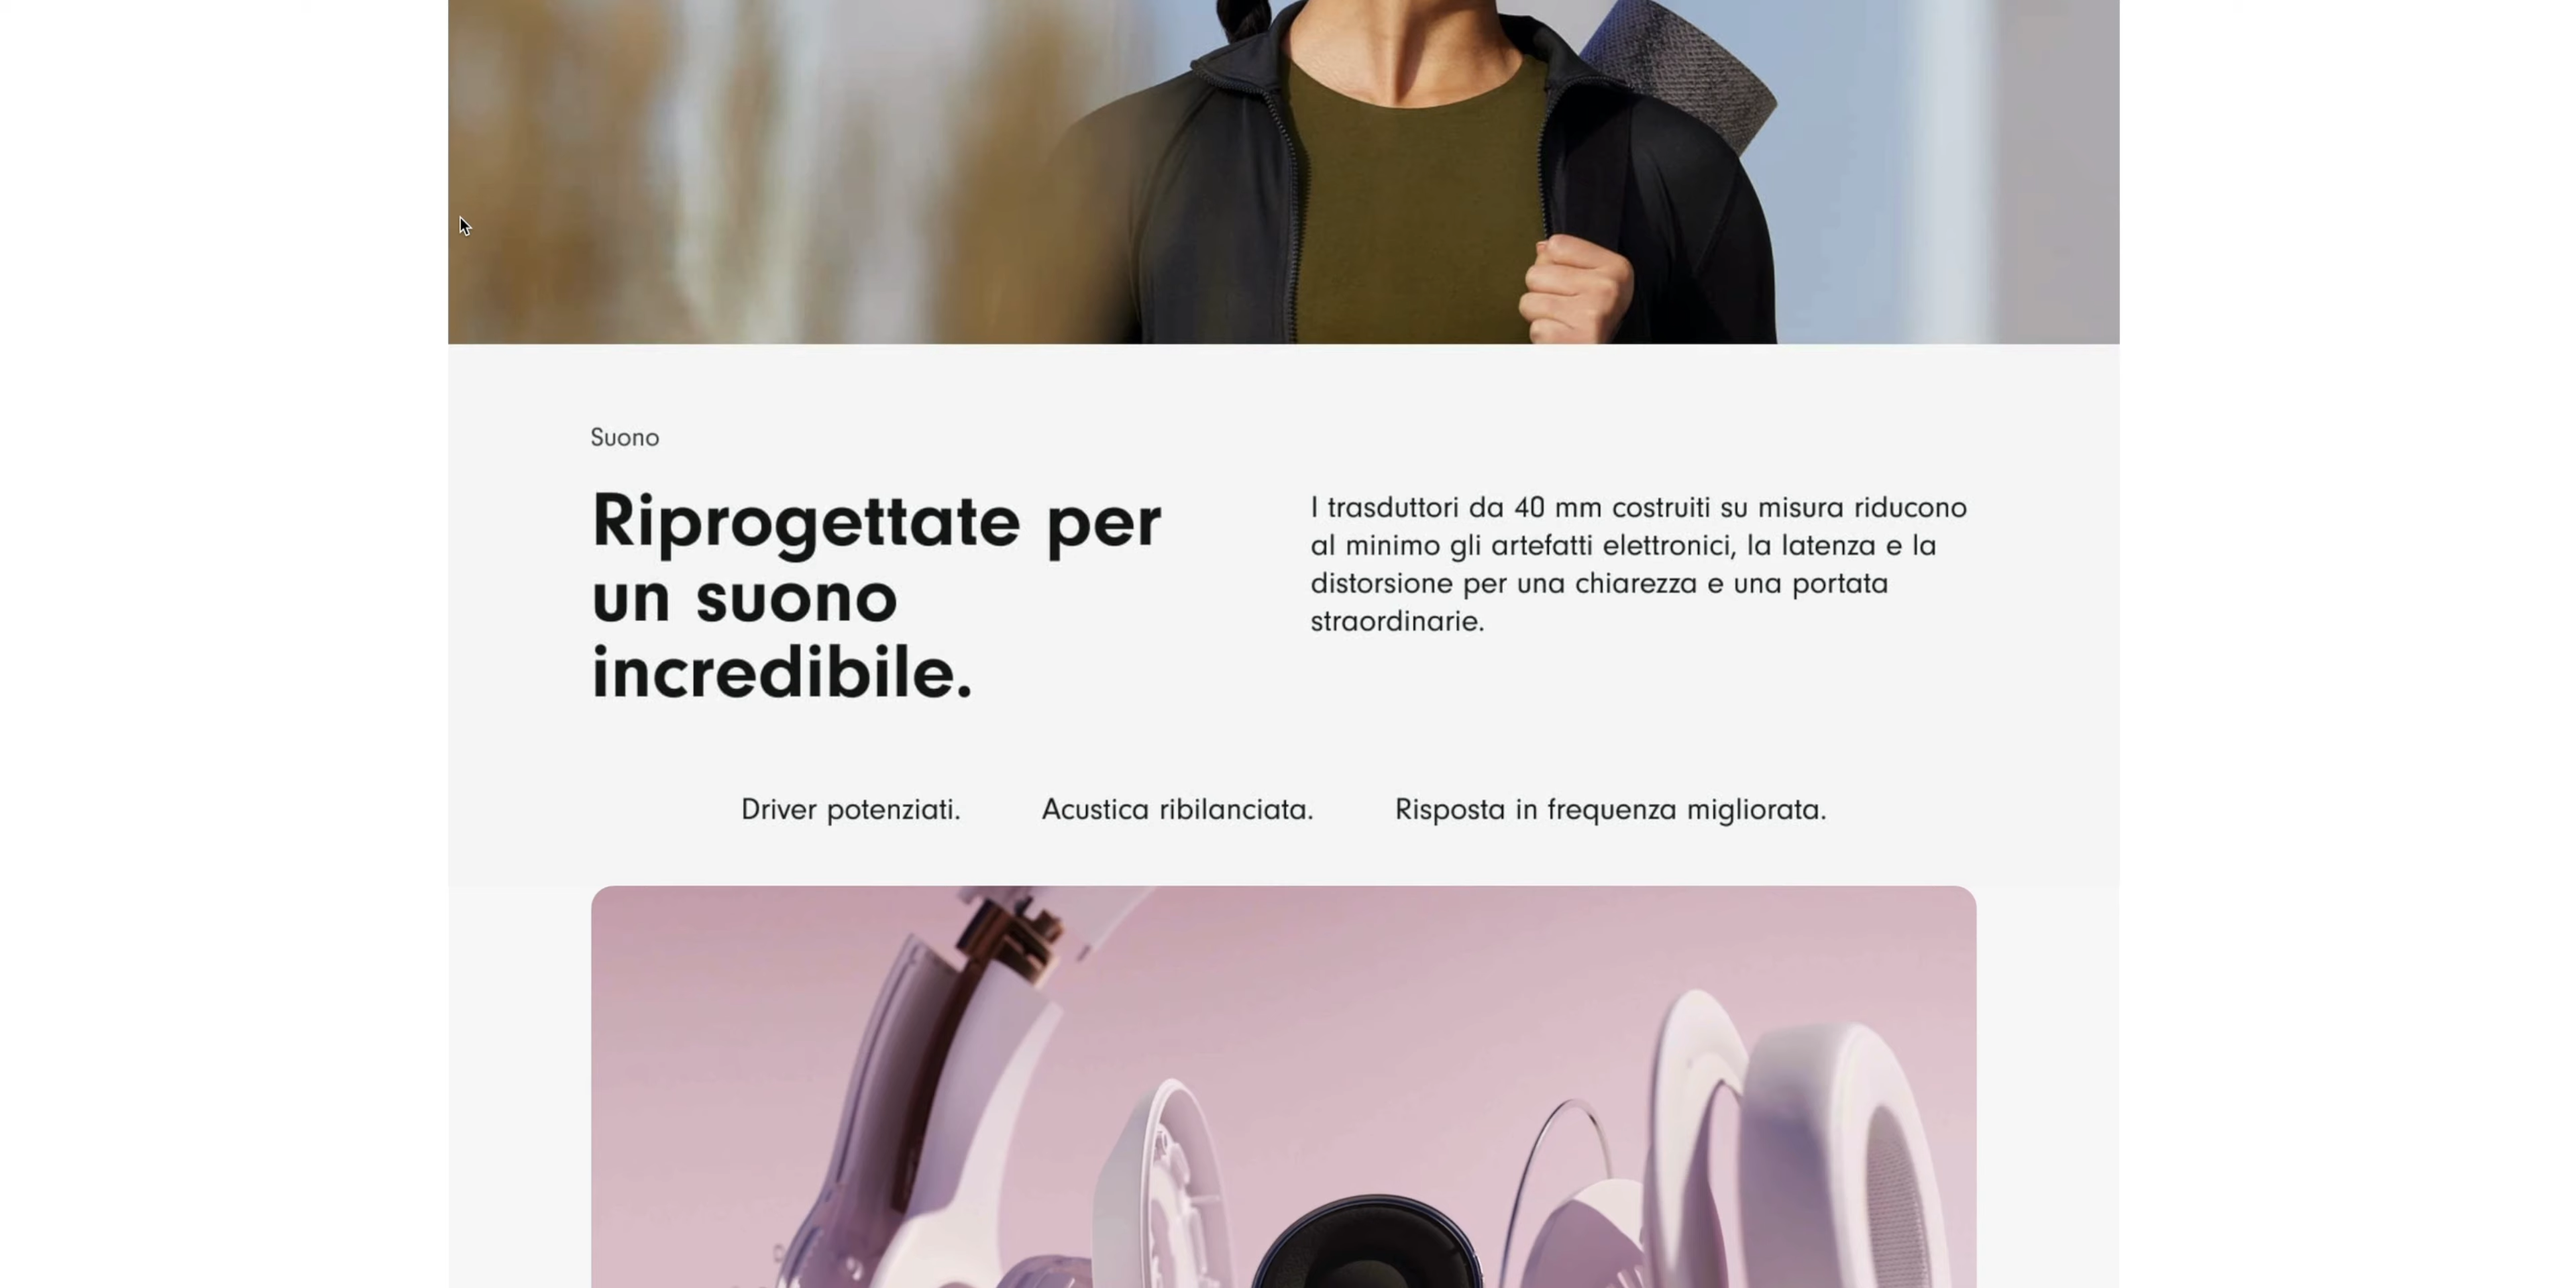 Suono
Riprogettate per
un suono
incredibile.
I trasduttori da 40 mm costruiti su misura riducono
al minimo gli artefatti elettronici, la latenza e la
distorsione per una chiarezza e una portata
straordinarie.
Driver potenziati.
Acustica ribilanciata.
Risposta in frequenza migliorata.